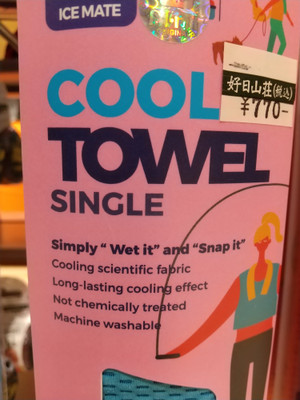 ICE MATE
好日山荘(税込)
¥770-
COOL
TOWEL
SINGLE
Simply “ Wet it” and “Snap it”
Cooling scientific fabric
Long-lasting cooling effect
Not chemically treated
Machine washable